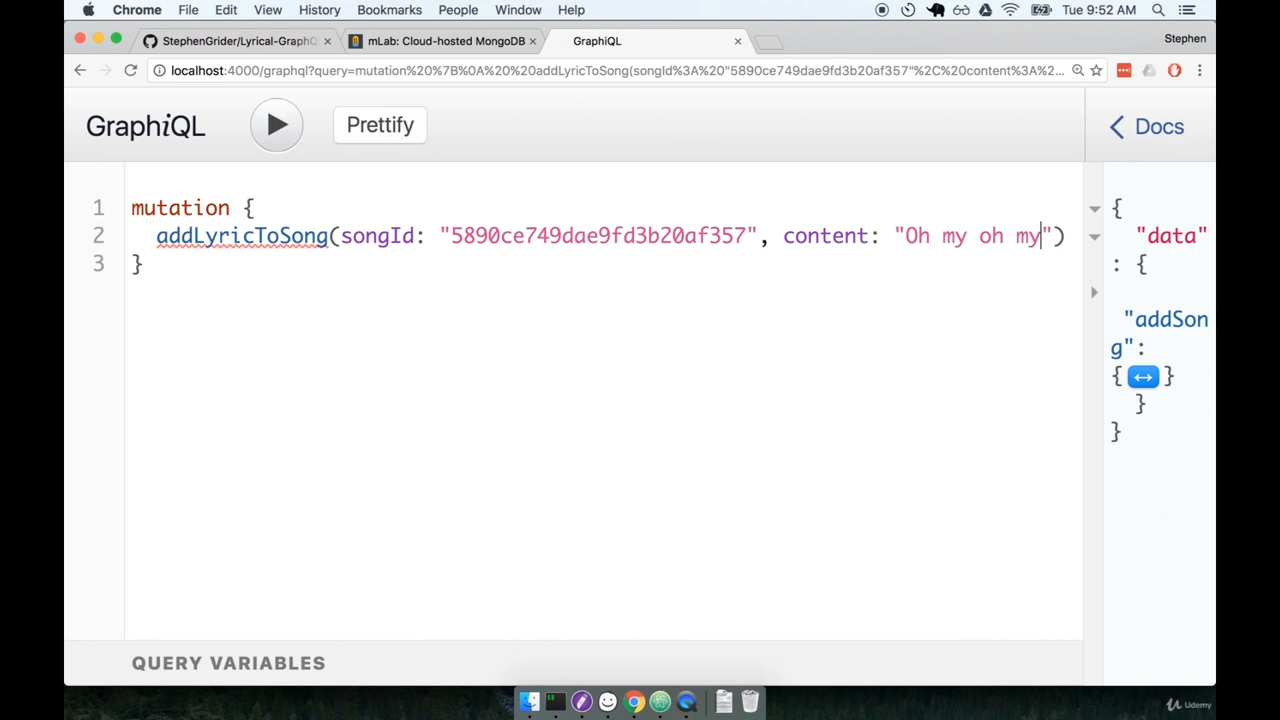 Chrome File Edit View History Bookmarks People Window Help Tue 9:52 AM
StephenGrider/Lyrical-GraphQ mLab: Cloud-hosted MongoDB GraphiQL Stephen
localhost:4000/graphql?query=mutation%20%7B%0A%20%20addLyricToSong(songId%3A%20"5890ce749dae9fd3b20af357"%2C%20content%3A%2...
GraphiQL Prettify Docs
1 mutation {
2 addLyricToSong(songId: "5890ce749dae9fd3b20af357", content: "Oh my oh my")
3 }
{
"data"
: {
"addSon
g":
{ }
}
}
QUERY VARIABLES
Udemy